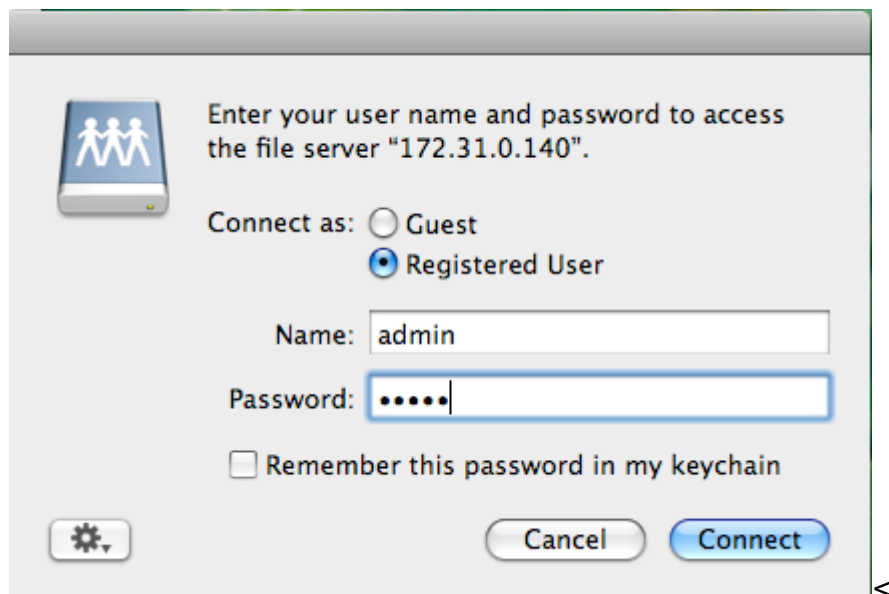 Enter your user name and password to access
the file server “172.31.0.140”.
Connect as: Guest
Registered User
Name: admin
Password: •••••
Remember this password in my keychain
Cancel Connect
<